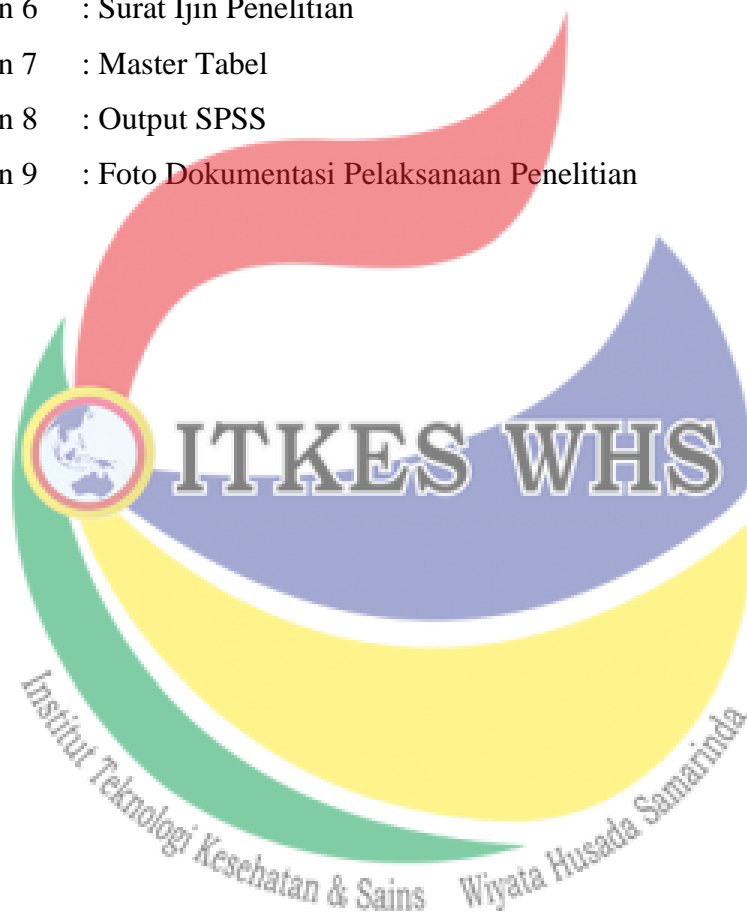 n 6 : Surat Ijin Penelitian
n 7 : Master Tabel
n 8 : Output SPSS
n 9 : Foto Dokumentasi Pelaksanaan Penelitian
ITKES WHS
Institut Teknologi Kesehatan & Sains Wiyata Husada Samarinda